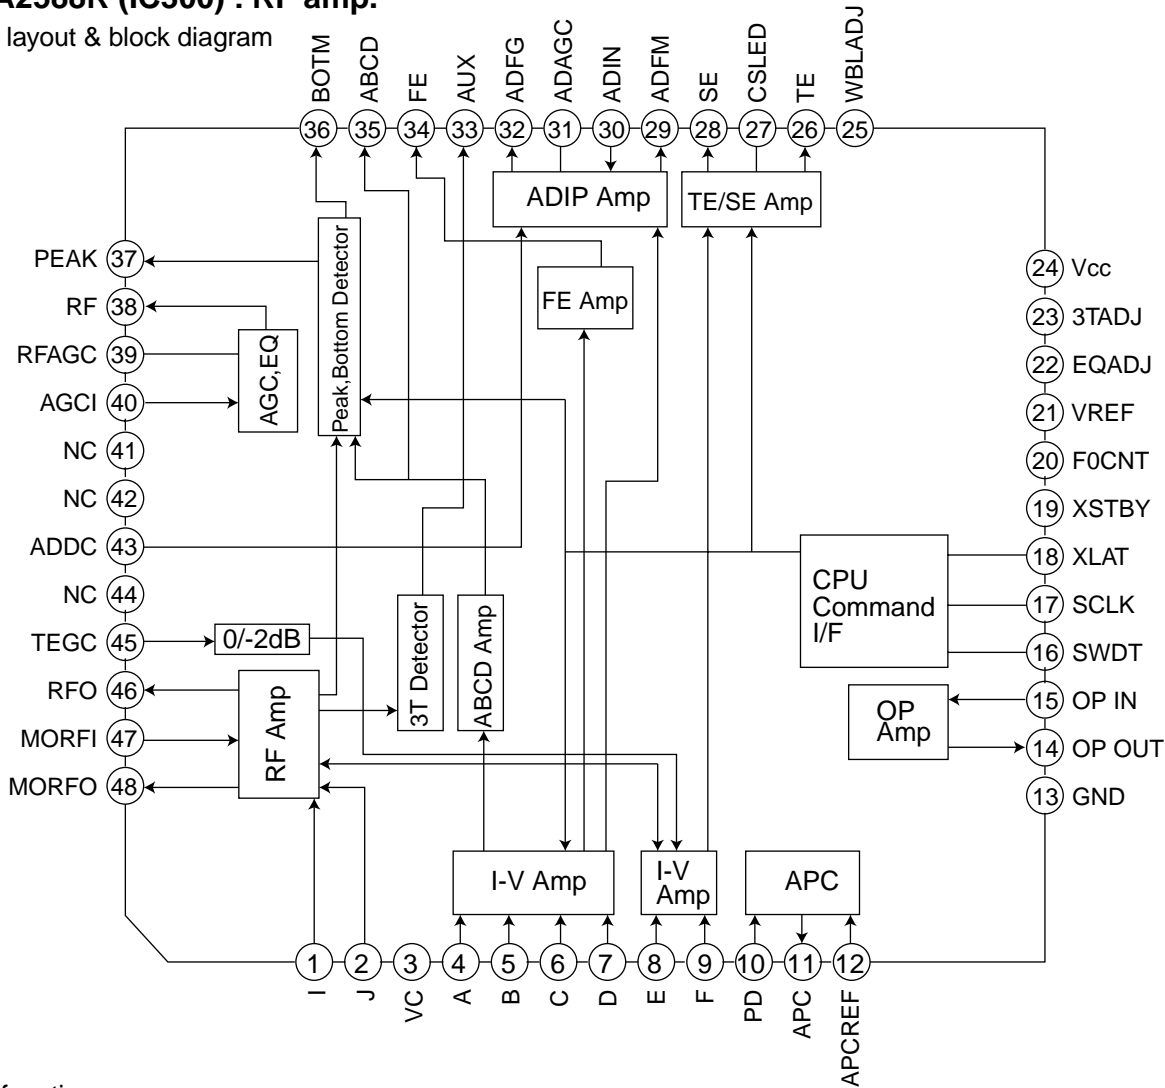 A2588R (IC300) : RF amp.
layout & block diagram
BOTM
ABCD
FE
AUX
ADFG
ADAGC
ADIN
ADFM
SE
CSLED
TE
WBLADJ
36
35
34
33
32
31
30
29
28
27
26
25
ADIP Amp
TE/SE Amp
FE Amp
Peak,Bottom Detector
AGC,EQ
PEAK 37
RF 38
RFAGC 39
AGCI 40
NC 41
NC 42
ADDC 43
NC 44
TEGC 45
RFO 46
MORFI 47
MORFO 48
24 Vcc
23 3TADJ
22 EQADJ
21 VREF
20 F0CNT
19 XSTBY
18 XLAT
17 SCLK
16 SWDT
15 OP IN
14 OP OUT
13 GND
CPU
Command
I/F
OP
Amp
0/-2dB
RF Amp
3T Detector
ABCD Amp
I-V Amp
I-V
Amp
APC
1
2
3
4
5
6
7
8
9
10
11
12
I
J
VC
A
B
C
D
E
F
PD
APC
APCREF